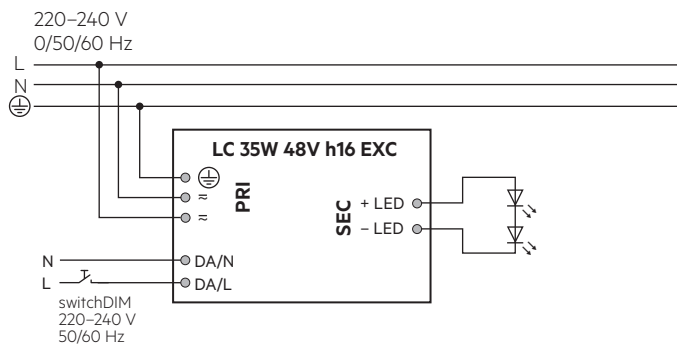 220–240 V
0/50/60 Hz
L
N
LC 35W 48V h16 EXC
PRI
≂
≂
SEC
+ LED
– LED
N
DA/N
L
DA/L
switchDIM
220–240 V
50/60 Hz